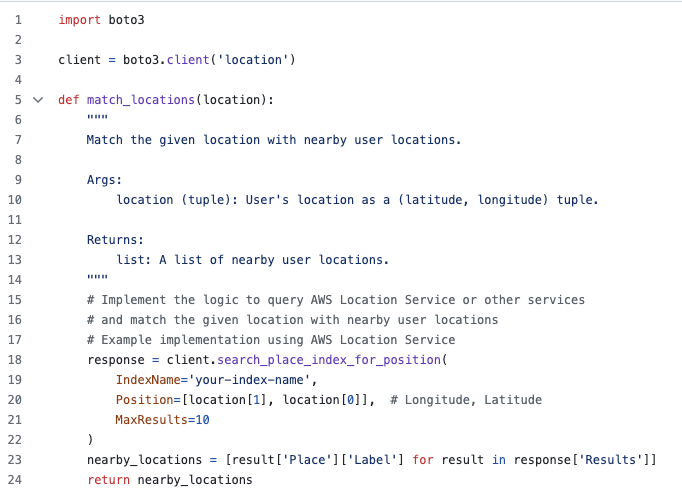 1 import boto3
2
3 client = boto3.client('location')
4
5 def match_locations(location):
6     """
7     Match the given location with nearby user locations.
8
9     Args:
10         location (tuple): User's location as a (latitude, longitude) tuple.
11
12     Returns:
13         list: A list of nearby user locations.
14     """
15     # Implement the logic to query AWS Location Service or other services
16     # and match the given location with nearby user locations
17     # Example implementation using AWS Location Service
18     response = client.search_place_index_for_position(
19         IndexName='your-index-name',
20         Position=[location[1], location[0]],  # Longitude, Latitude
21         MaxResults=10
22     )
23     nearby_locations = [result['Place']['Label'] for result in response['Results']]
24     return nearby_locations